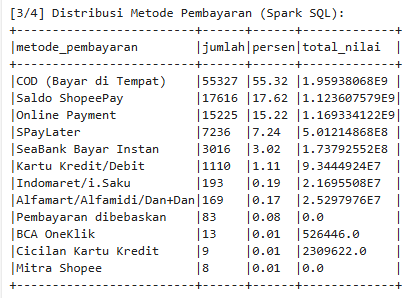 [3/4] Distribusi Metode Pembayaran (Spark SQL):
+-----------------------+------+------+--------------+
|metode_pembayaran |jumlah|persen|total_nilai |
+-----------------------+------+------+--------------+
|COD (Bayar di Tempat) |55327 |55.32 |1.95938068E9 |
|Saldo ShopeePay |17616 |17.62 |1.123607579E9|
|Online Payment |15225 |15.22 |1.169334122E9|
|SPayLater |7236 |7.24 |5.01214868E8 |
|SeaBank Bayar Instan |3016 |3.02 |1.73792552E8 |
|Kartu Kredit/Debit |1110 |1.11 |9.3444924E7 |
|Indomaret/i.Saku |193 |0.19 |2.1695508E7 |
|Alfamart/Alfamidi/Dan+Dan|169 |0.17 |2.5297976E7 |
|Pembayaran dibebaskan |83 |0.08 |0.0 |
|BCA OneKlik |13 |0.01 |526446.0 |
|Cicilan Kartu Kredit |9 |0.01 |2309622.0 |
|Mitra Shopee |8 |0.01 |0.0 |
+-----------------------+------+------+--------------+